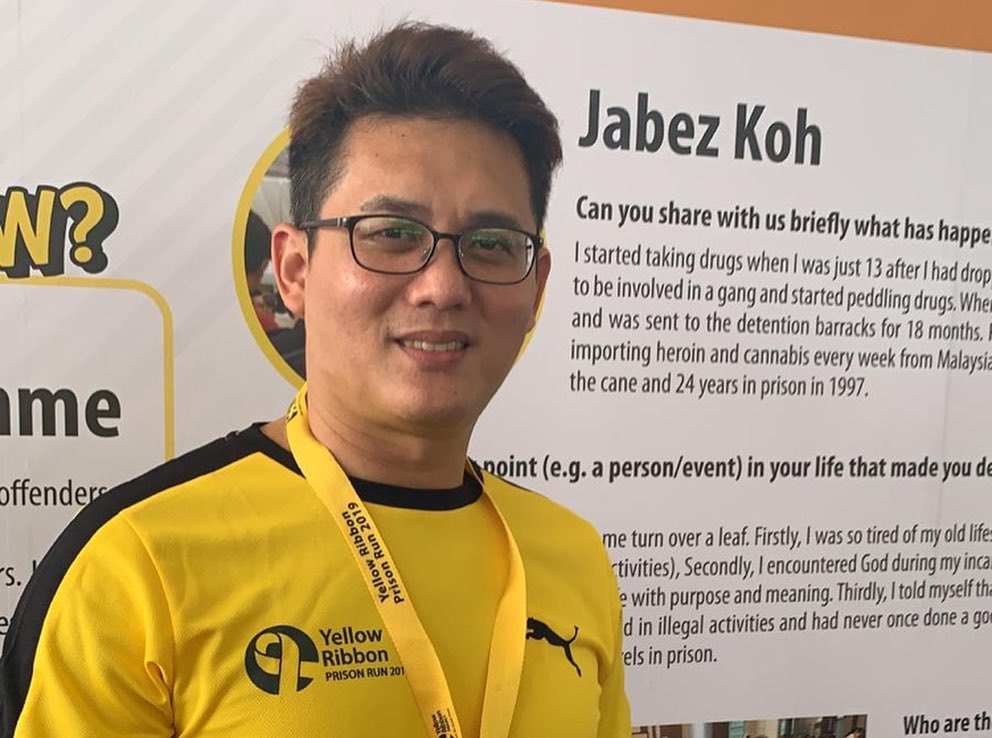 W?
ame
offenders
rs.
Jabez Koh
Can you share with us briefly what has happe
I started taking drugs when I was just 13 after I had drop
to be involved in a gang and started peddling drugs. Whe
and was sent to the detention barracks for 18 months.
importing heroin and cannabis every week from Malaysia
the cane and 24 years in prison in 1997.
point (e.g. a person/event) in your life that made you de
me turn over a leaf. Firstly, I was so tired of my old life
ctivities), Secondly, I encountered God during my inca
e with purpose and meaning. Thirdly, I told myself tha
d in illegal activities and had never once done a go
els in prison.
Who are th
Yellow Ribbon
Prison Run 2019
Yellow
Ribbon
PRISON RUN 201